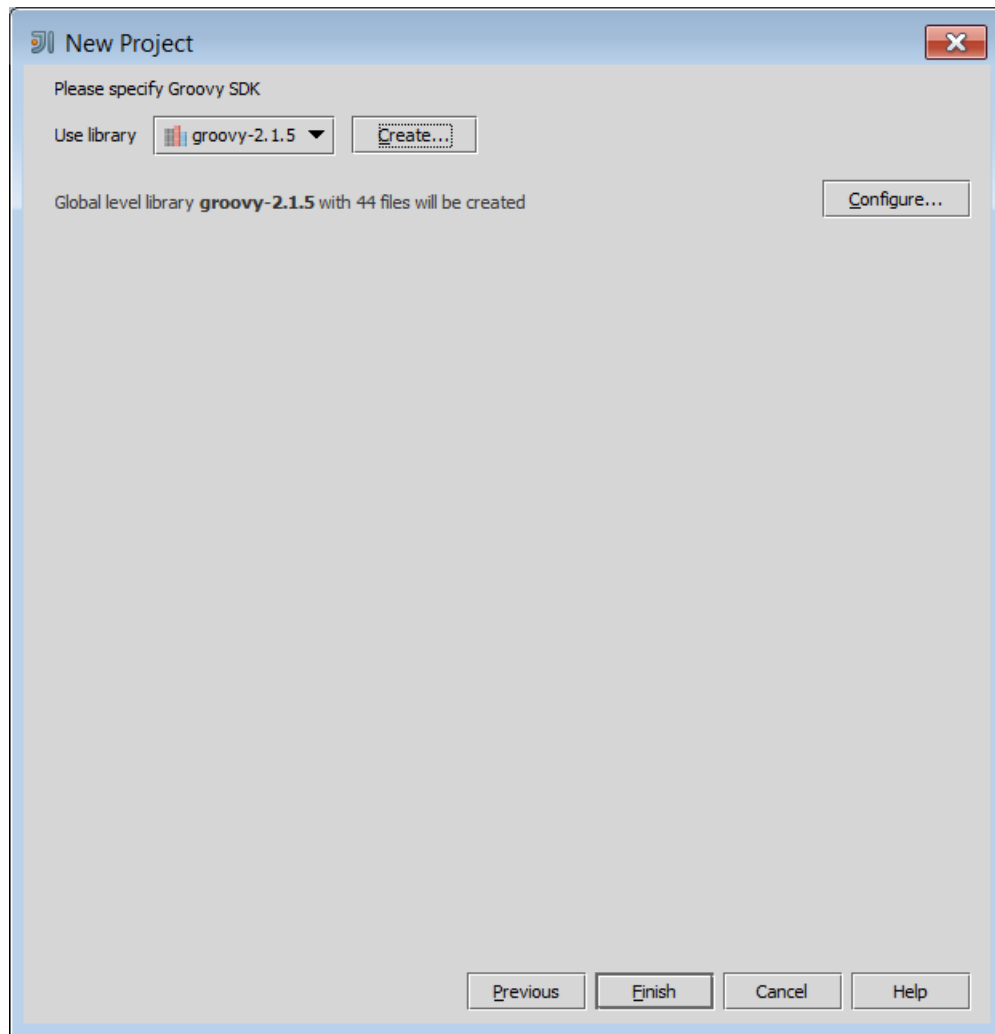 New Project
Please specify Groovy SDK
Use library groovy-2.1.5 Create...
Global level library groovy-2.1.5 with 44 files will be created Configure...
Previous Finish Cancel Help